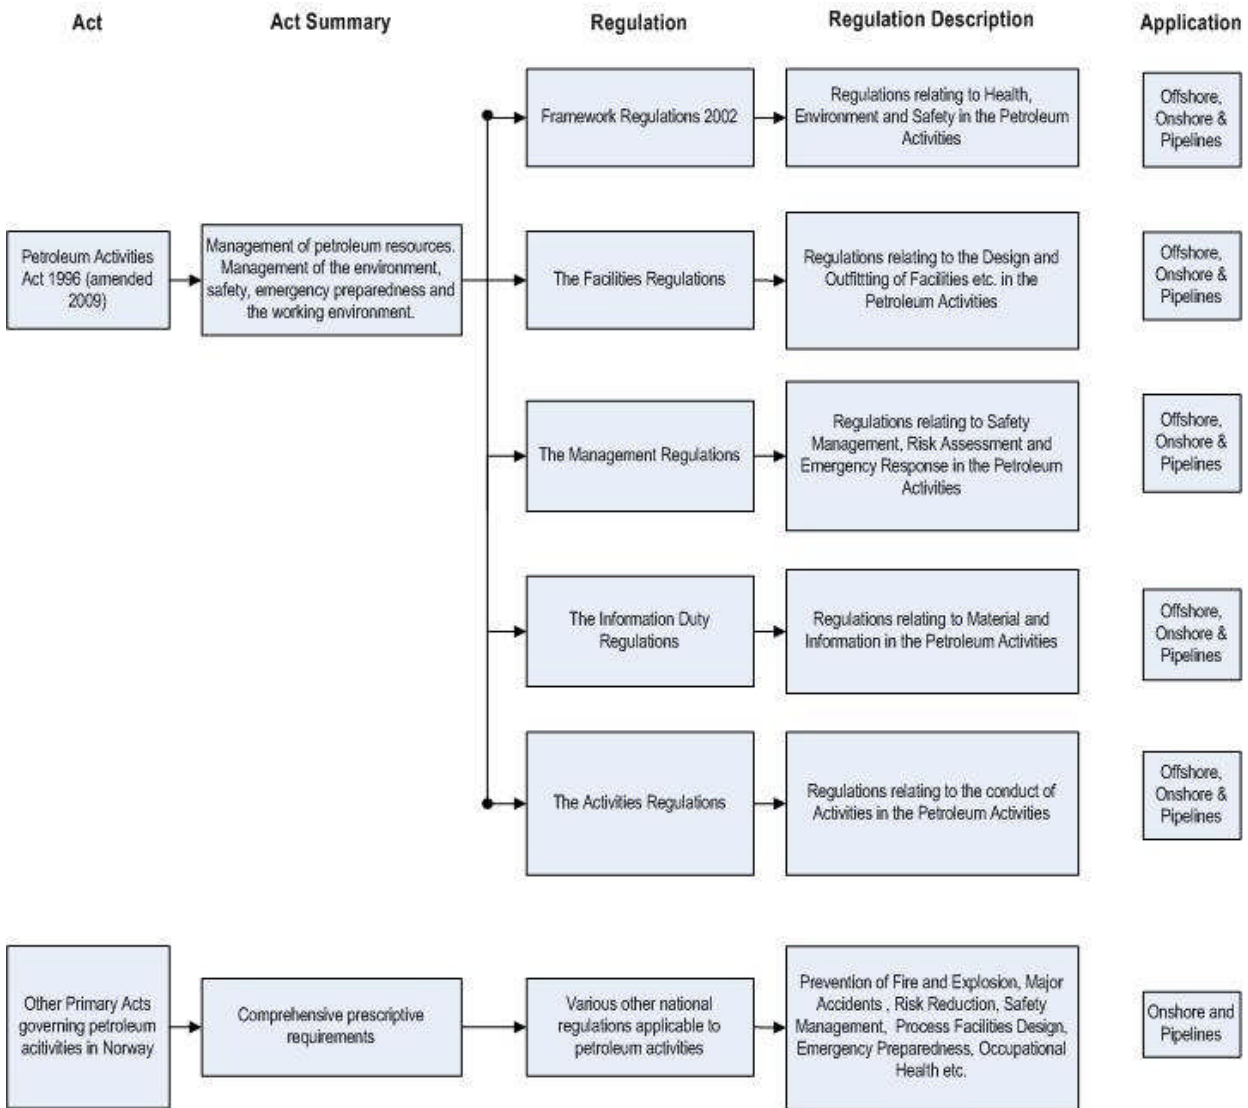 Act
Act Summary
Regulation
Regulation Description
Application
Framework Regulations 2002
Regulations relating to Health,
Environment and Safety in the Petroleum
Activities
Offshore,
Onshore &
Pipelines
Petroleum Activities
Act 1996 (amended
2009)
Management of petroleum resources.
Management of the environment,
safety, emergency preparedness and
the working environment.
The Facilities Regulations
Regulations relating to the Design and
Outfittting of Facilities etc. in the
Petroleum Activities
Offshore,
Onshore &
Pipelines
The Management Regulations
Regulations relating to Safety
Management, Risk Assessment and
Emergency Response in the Petroleum
Activities
Offshore,
Onshore &
Pipelines
The Information Duty
Regulations
Regulations relating to Material and
Information in the Petroleum Activities
Offshore,
Onshore &
Pipelines
The Activities Regulations
Regulations relating to the conduct of
Activities in the Petroleum Activities
Offshore,
Onshore &
Pipelines
Other Primary Acts
governing petroleum
acitivities in Norway
Comprehensive prescriptive
requirements
Various other national
regulations applicable to
petroleum activities
Prevention of Fire and Explosion, Major
Accidents , Risk Reduction, Safety
Management, Process Facilities Design,
Emergency Preparedness, Occupational
Health etc.
Onshore and
Pipelines